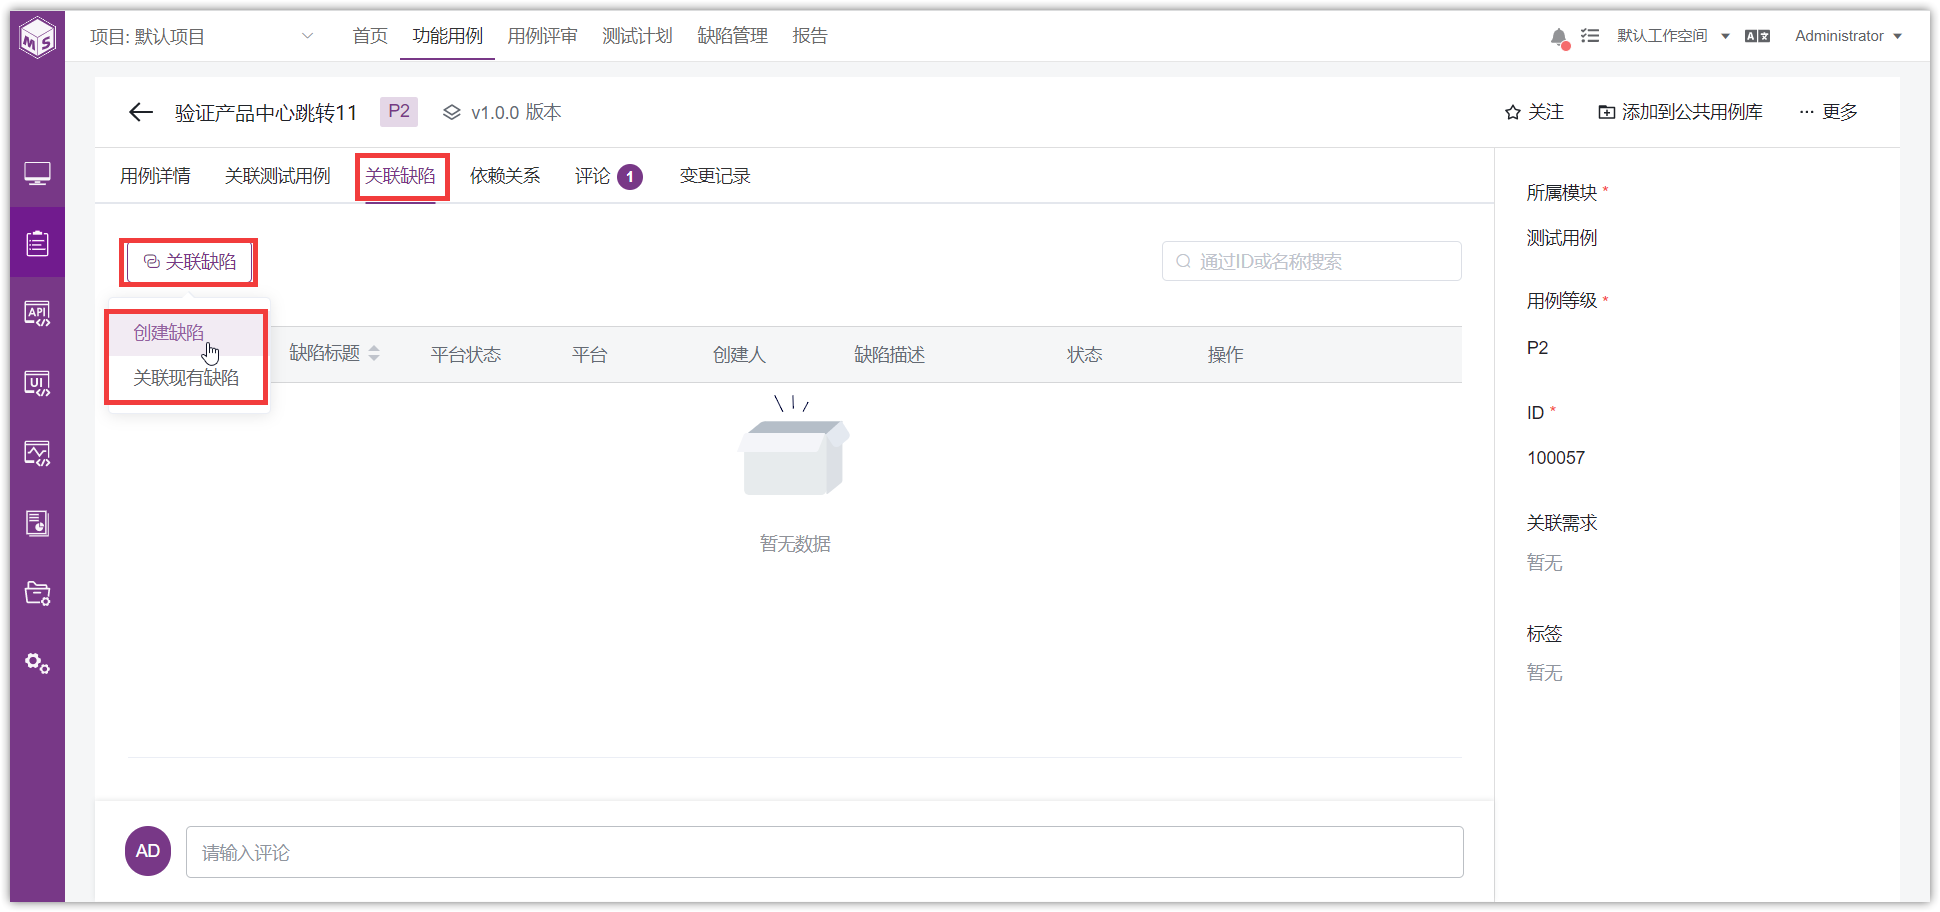 MS
项目: 默认项目
首页 功能用例 用例评审 测试计划 缺陷管理 报告
默认工作空间 Administrator
验证产品中心跳转11 P2 v1.0.0 版本
关注 添加到公共用例库 ··· 更多
用例详情 关联测试用例 关联缺陷 依赖关系 评论 1 变更记录
关联缺陷
通过ID或名称搜索
创建缺陷
关联现有缺陷
缺陷标题 平台状态 平台 创建人 缺陷描述 状态 操作
暂无数据
所属模块 *
测试用例
用例等级 *
P2
ID *
100057
关联需求
暂无
标签
暂无
API
UI
AD
请输入评论